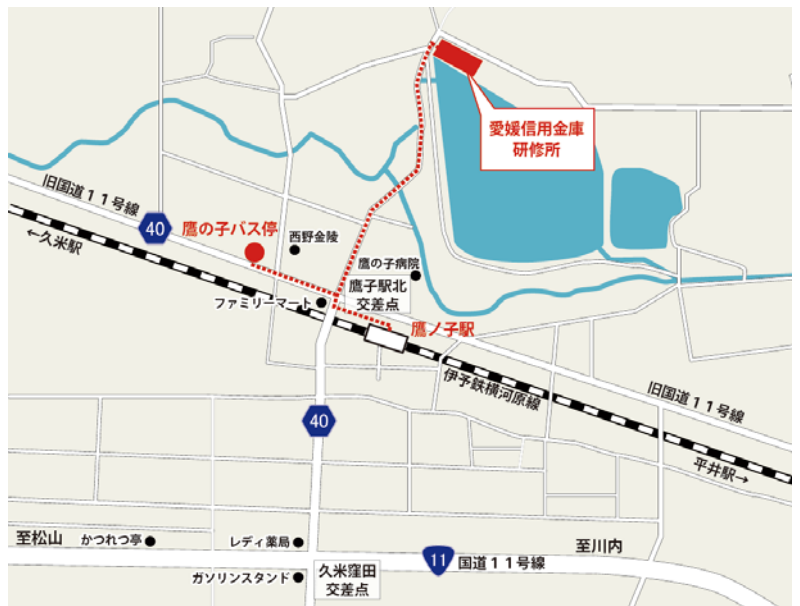 愛媛信用金庫
研修所
旧国道１１号線
40
鷹の子バス停
←久米駅
西野金陵
鷹の子病院
鷹子駅北
交差点
ファミリーマート
鷹ノ子駅
伊予鉄横河原線
旧国道１１号線
40
平井駅→
至松山
かつれつ亭
レディ薬局
至川内
11
国道１１号線
ガソリンスタンド
久米窪田
交差点